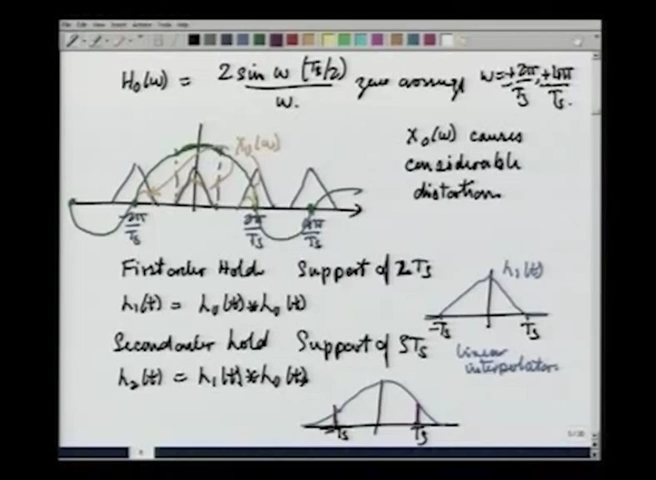 H₀(ω) = 2 sin ω (Ts/2) / ω. zero crossings ω = ±2π/Ts, ±4π/Ts.
X₀(ω)
X₀(ω) causes
considerable
distortion.
-2π/Ts 2π/Ts 4π/Ts
First order Hold Support of 2Ts
h₁(t)
h₁(t) = h₀(t) * h₀(t)
-Ts Ts
Second order hold Support of 3Ts
linear
interpolator
h₂(t) = h₁(t) * h₀(t)
-Ts Ts